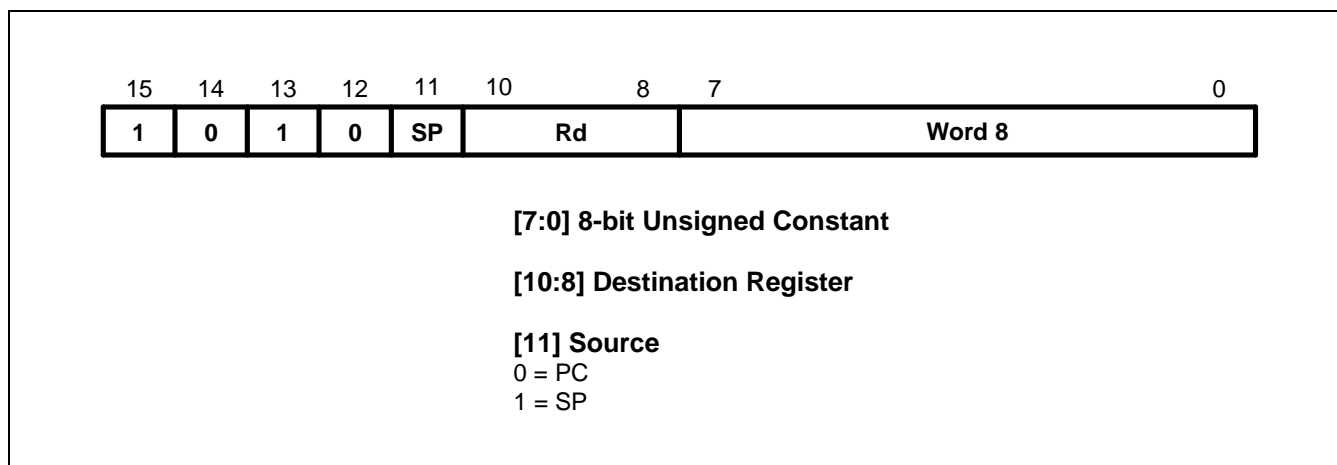 15 14 13 12 11 10 8 7 0
1 0 1 0 SP Rd Word 8
[7:0] 8-bit Unsigned Constant
[10:8] Destination Register
[11] Source
0 = PC
1 = SP